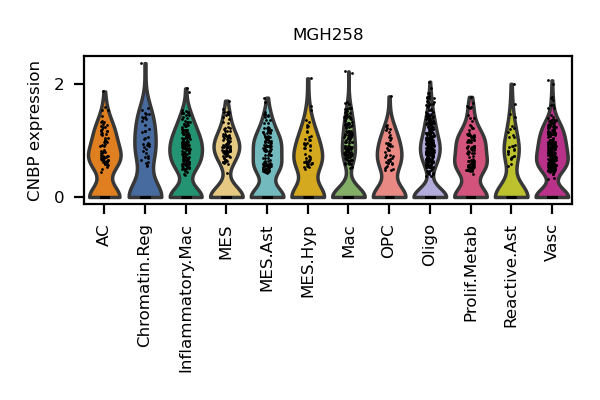 MGH258
CNBP expression
2
0
AC
Chromatin.Reg
Inflammatory.Mac
MES
MES.Ast
MES.Hyp
Mac
OPC
Oligo
Prolif.Metab
Reactive.Ast
Vasc